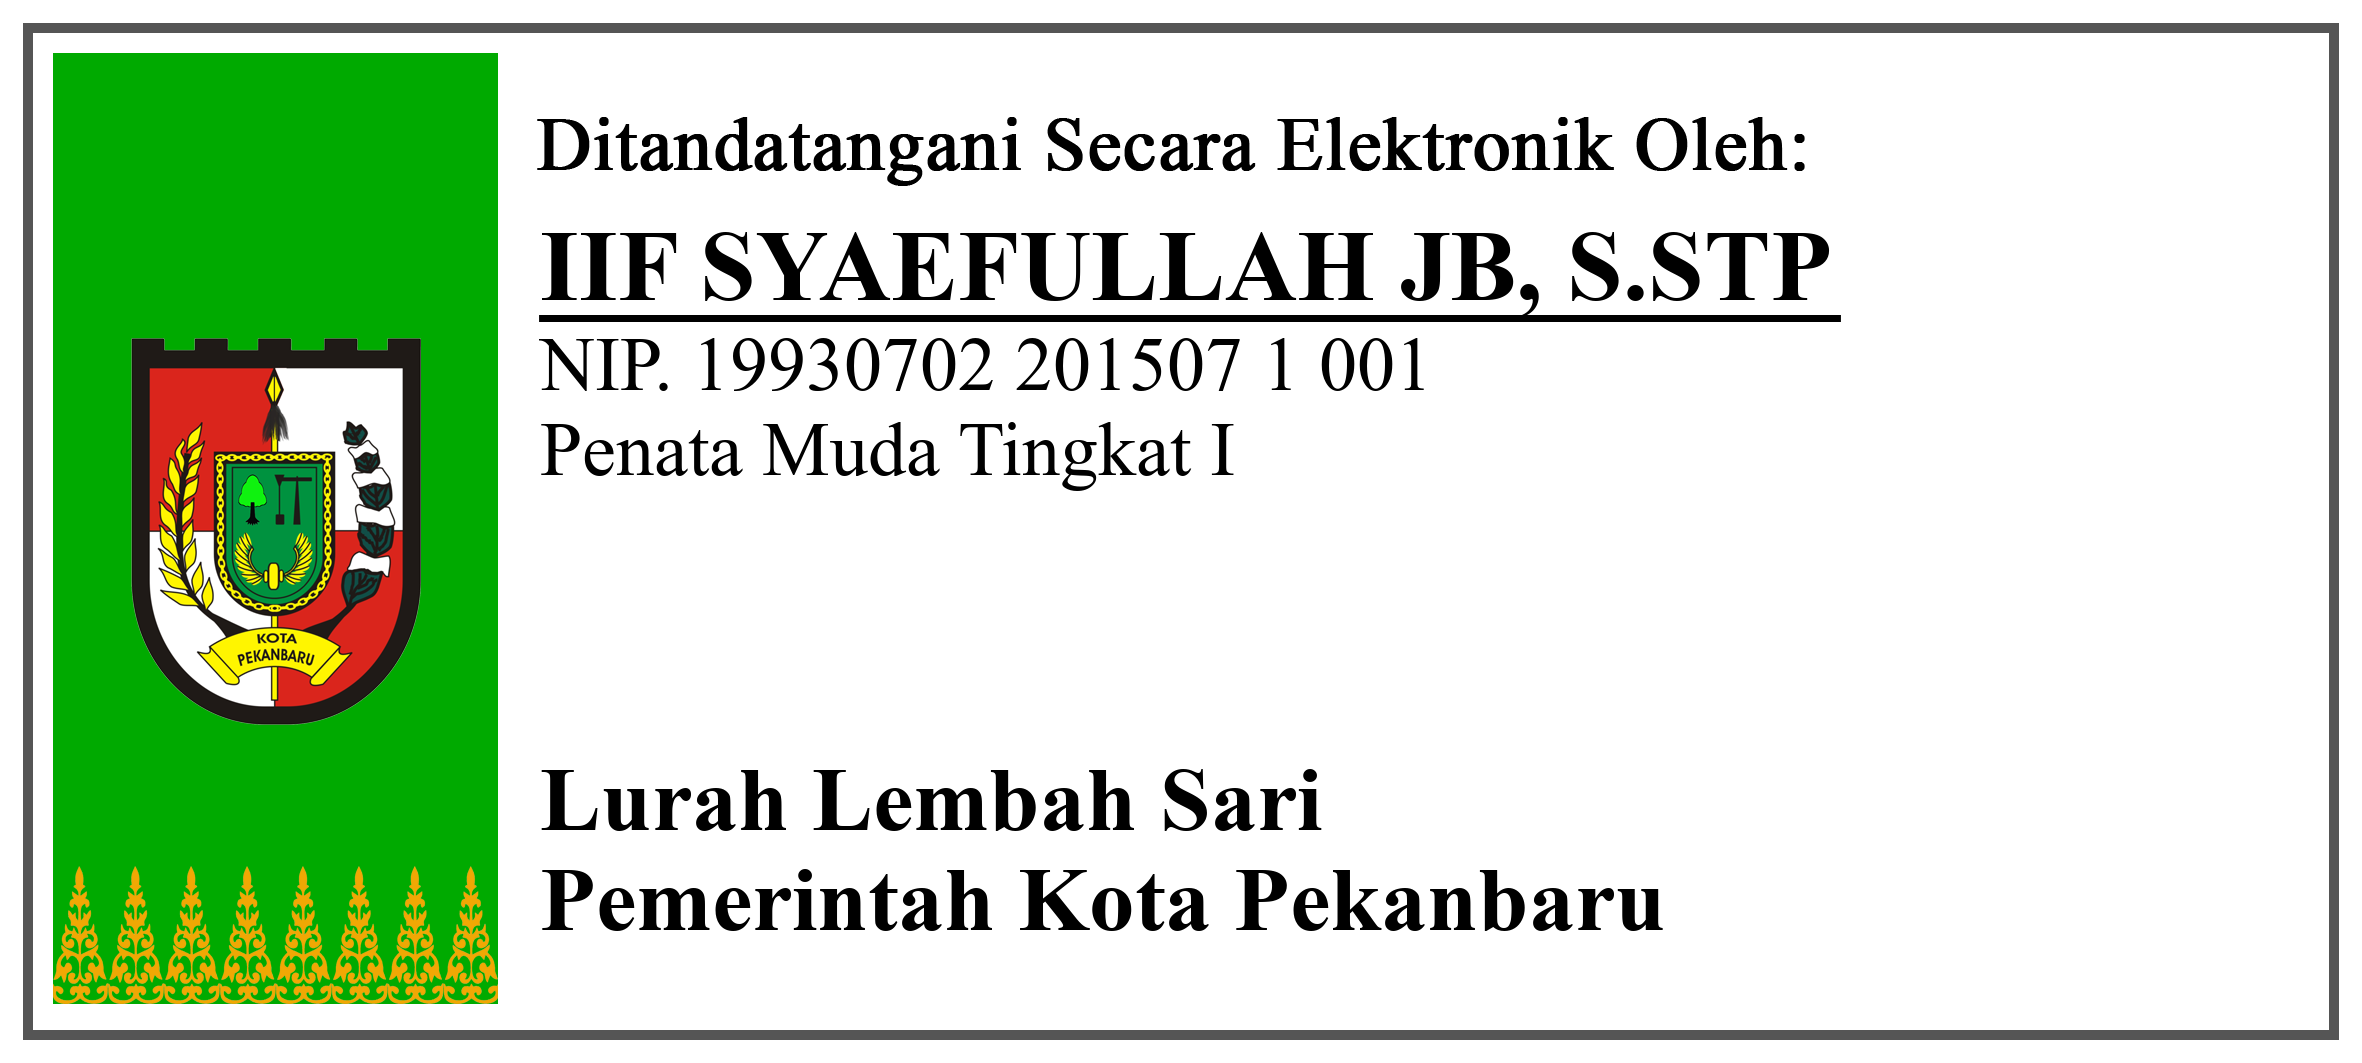 Ditandatangani Secara Elektronik Oleh:
IIF SYAEFULLAH JB, S.STP
NIP. 19930702 201507 1 001
Penata Muda Tingkat I
KOTA
PEKANBARU
Lurah Lembah Sari
Pemerintah Kota Pekanbaru